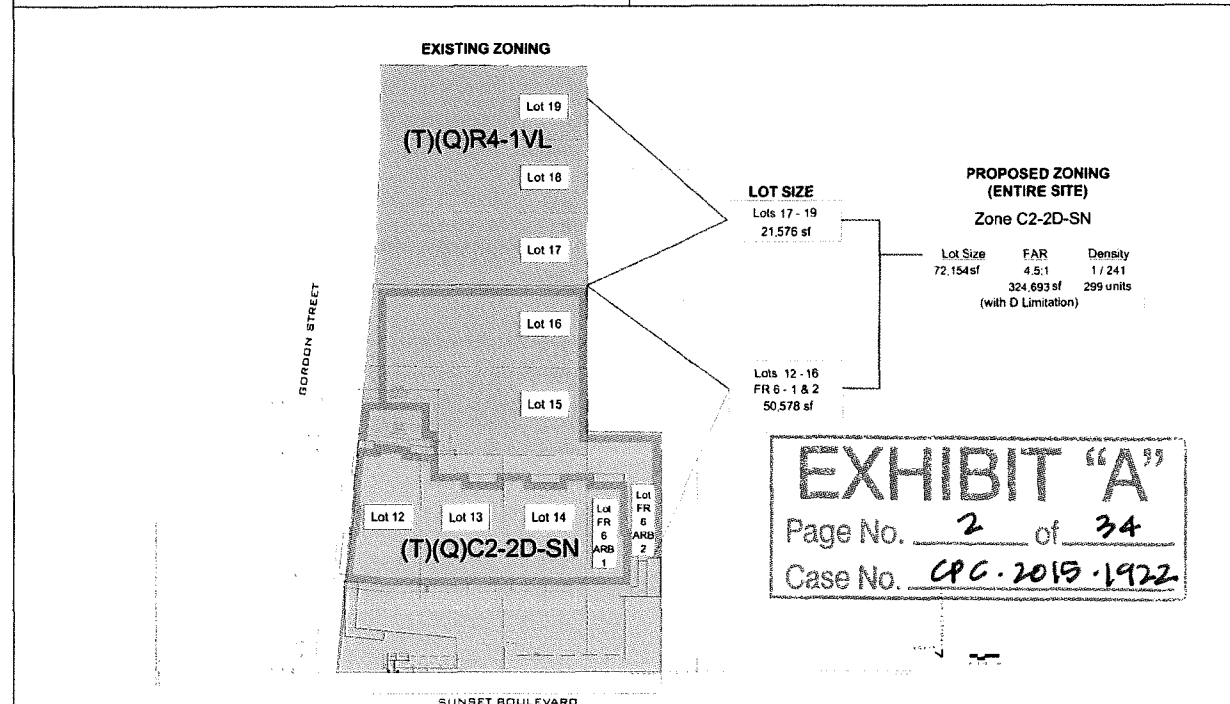 EXISTING ZONING
Lot 19
(T)(Q)R4-1VL
Lot 18
Lot 17
Lot 16
Lot 15
GORDON STREET
Lot 12
Lot 13
Lot 14
Lot
FR
6
ARB
1
Lot
FR
6
ARB
2
(T)(Q)C2-2D-SN
SUNSET BOULEVARD
LOT SIZE
Lots 17 - 19
21,576 sf
Lots 12 - 16
FR 6 - 1 & 2
50,578 sf
PROPOSED ZONING
(ENTIRE SITE)
Zone C2-2D-SN
Lot Size FAR Density
72,154sf 4.5:1 1 / 241
324,693 sf 299 units
(with D Limitation)
EXHIBIT “A”
Page No. 2 of 34
Case No. CPC.2015.1922